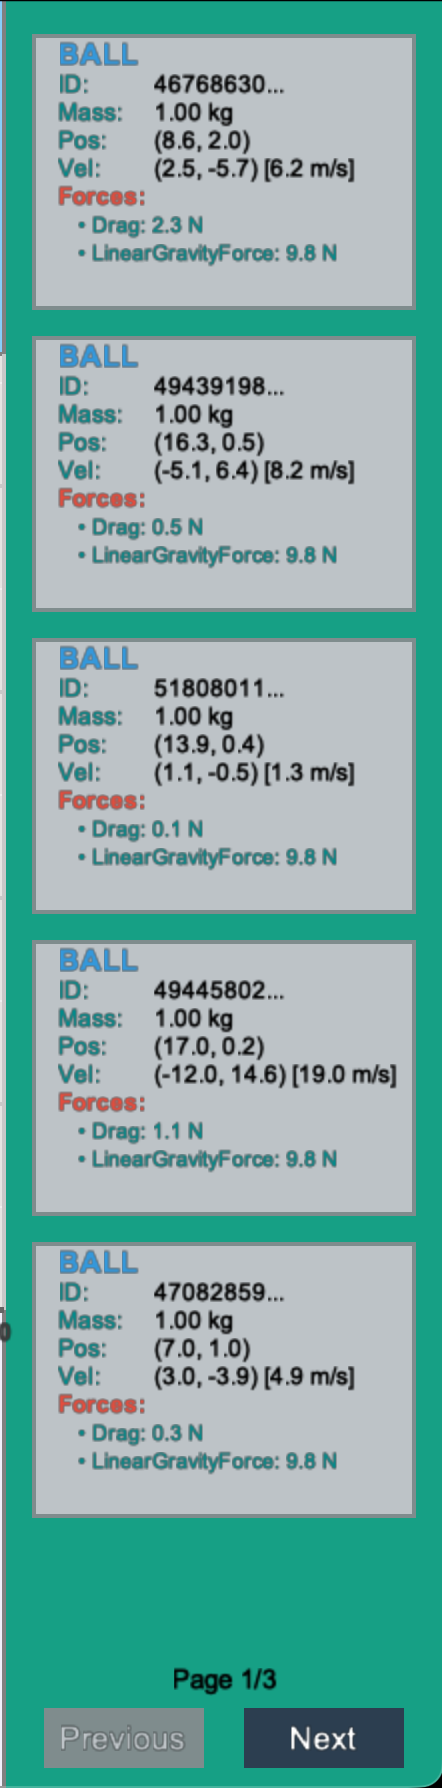 BALL
ID: 46768630...
Mass: 1.00 kg
Pos: (8.6, 2.0)
Vel: (2.5, -5.7) [6.2 m/s]
Forces:
• Drag: 2.3 N
• LinearGravityForce: 9.8 N
BALL
ID: 49439198...
Mass: 1.00 kg
Pos: (16.3, 0.5)
Vel: (-5.1, 6.4) [8.2 m/s]
Forces:
• Drag: 0.5 N
• LinearGravityForce: 9.8 N
BALL
ID: 51808011...
Mass: 1.00 kg
Pos: (13.9, 0.4)
Vel: (1.1, -0.5) [1.3 m/s]
Forces:
• Drag: 0.1 N
• LinearGravityForce: 9.8 N
BALL
ID: 49445802...
Mass: 1.00 kg
Pos: (17.0, 0.2)
Vel: (-12.0, 14.6) [19.0 m/s]
Forces:
• Drag: 1.1 N
• LinearGravityForce: 9.8 N
BALL
ID: 47082859...
Mass: 1.00 kg
Pos: (7.0, 1.0)
Vel: (3.0, -3.9) [4.9 m/s]
Forces:
• Drag: 0.3 N
• LinearGravityForce: 9.8 N
Page 1/3
Previous Next